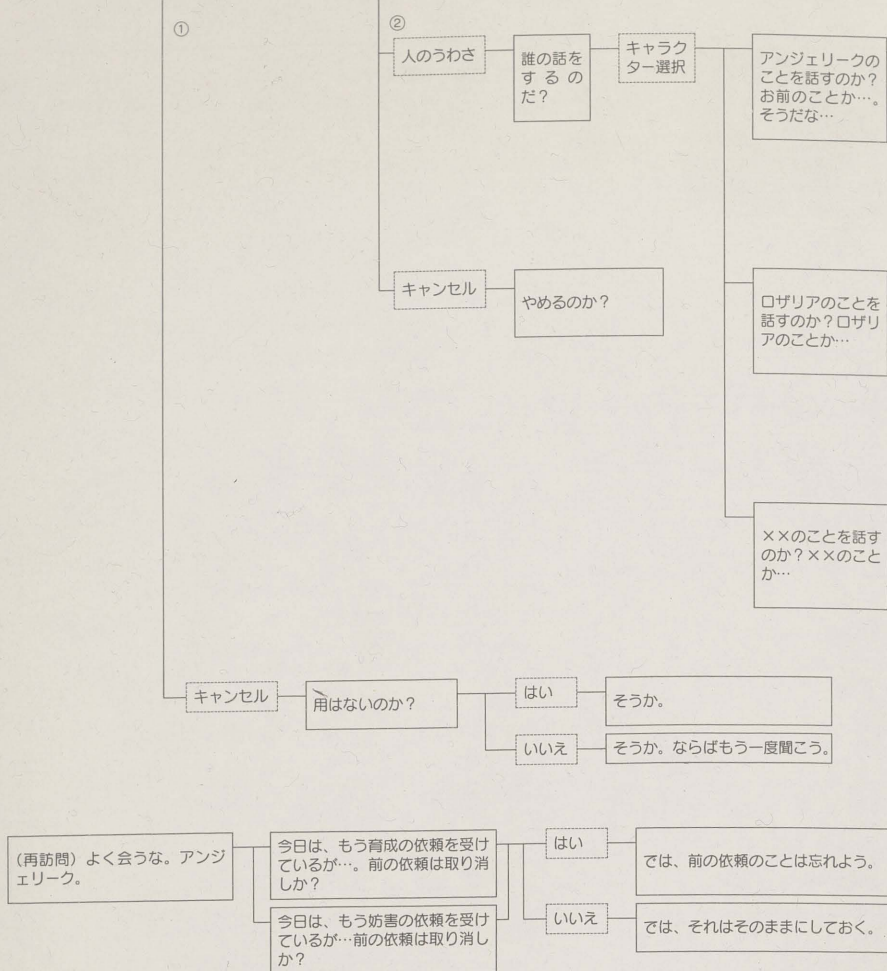 ①
②
人のうわさ
誰の話を
するの
だ？
キャラク
ター選択
アンジェリークの
ことを話すのか？
お前のことか…。
そうだな…
キャンセル
やめるのか？
ロザリアのことを
話すのか？ロザリ
アのことか…
××のことを話す
のか？××のこと
か…
キャンセル
用はないのか？
はい
そうか。
いいえ
そうか。ならばもう一度聞こう。
（再訪問）よく会うな。アンジ
ェリーク。
今日は、もう育成の依頼を受け
ているが…。前の依頼は取り消
しか？
今日は、もう妨害の依頼を受け
ているが…前の依頼は取り消し
か？
はい
では、前の依頼のことは忘れよう。
いいえ
では、それはそのままにしておく。